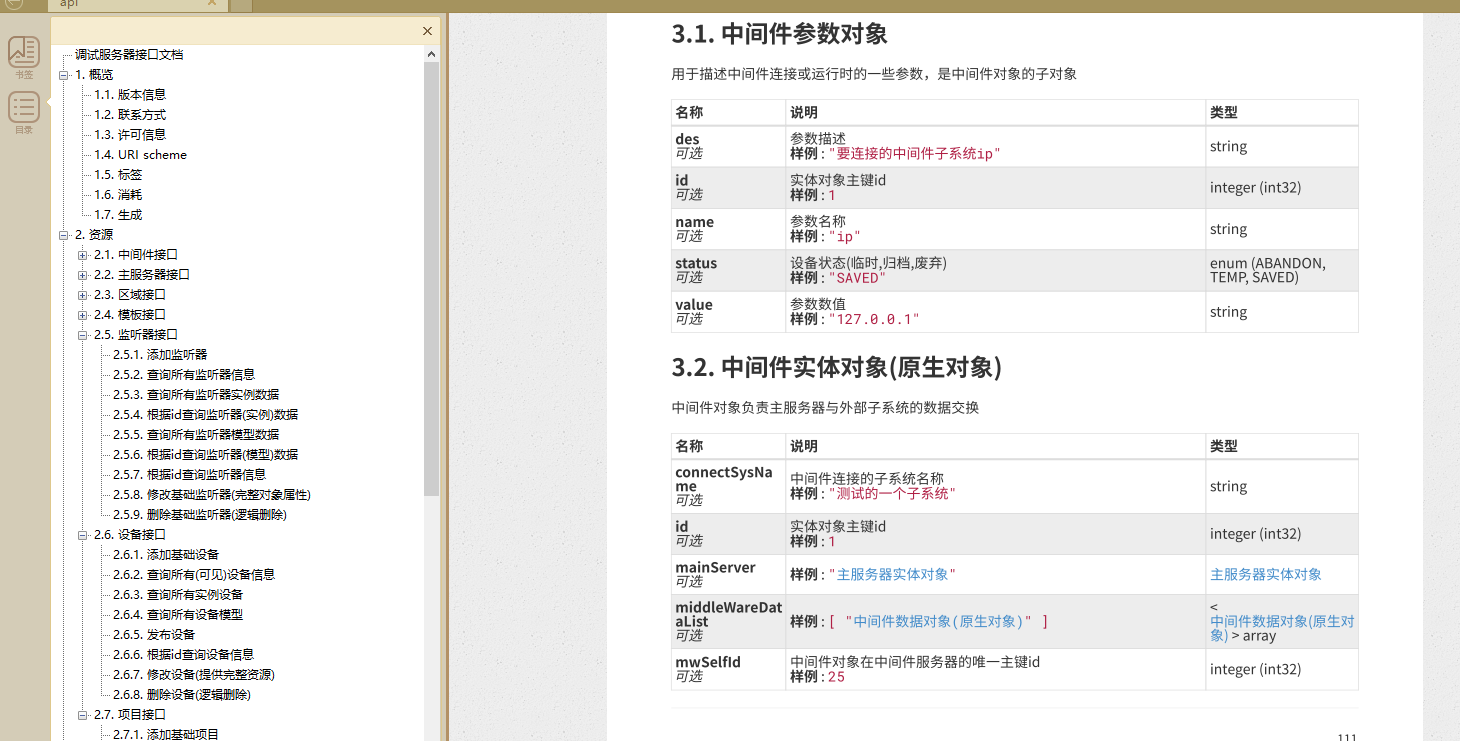 api
书签
目录
调试服务器接口文档
1. 概览
1.1. 版本信息
1.2. 联系方式
1.3. 许可信息
1.4. URI scheme
1.5. 标签
1.6. 消耗
1.7. 生成
2. 资源
2.1. 中间件接口
2.2. 主服务器接口
2.3. 区域接口
2.4. 模板接口
2.5. 监听器接口
2.5.1. 添加监听器
2.5.2. 查询所有监听器信息
2.5.3. 查询所有监听器实例数据
2.5.4. 根据id查询监听器(实例)数据
2.5.5. 查询所有监听器模型数据
2.5.6. 根据id查询监听器(模型)数据
2.5.7. 根据id查询监听器信息
2.5.8. 修改基础监听器(完整对象属性)
2.5.9. 删除基础监听器(逻辑删除)
2.6. 设备接口
2.6.1. 添加基础设备
2.6.2. 查询所有(可见)设备信息
2.6.3. 查询所有实例设备
2.6.4. 查询所有设备模型
2.6.5. 发布设备
2.6.6. 根据id查询设备信息
2.6.7. 修改设备(提供完整资源)
2.6.8. 删除设备(逻辑删除)
2.7. 项目接口
2.7.1. 添加基础项目
3.1. 中间件参数对象
用于描述中间件连接或运行时的一些参数，是中间件对象的子对象
名称 说明 类型
des
可选
参数描述
样例 : "要连接的中间件子系统ip"
string
id
可选
实体对象主键id
样例 : 1
integer (int32)
name
可选
参数名称
样例 : "ip"
string
status
可选
设备状态(临时,归档,废弃)
样例 : "SAVED"
enum (ABANDON,
TEMP, SAVED)
value
可选
参数数值
样例 : "127.0.0.1"
string
3.2. 中间件实体对象(原生对象)
中间件对象负责主服务器与外部子系统的数据交换
名称 说明 类型
connectSysNa
me
可选
中间件连接的子系统名称
样例 : "测试的一个子系统"
string
id
可选
实体对象主键id
样例 : 1
integer (int32)
mainServer
可选
样例 : "主服务器实体对象"
主服务器实体对象
middleWareDat
aList
可选
样例 : [ "中间件数据对象(原生对象)" ]
<
中间件数据对象(原生对
象) > array
mwSelfId
可选
中间件对象在中间件服务器的唯一主键id
样例 : 25
integer (int32)
111